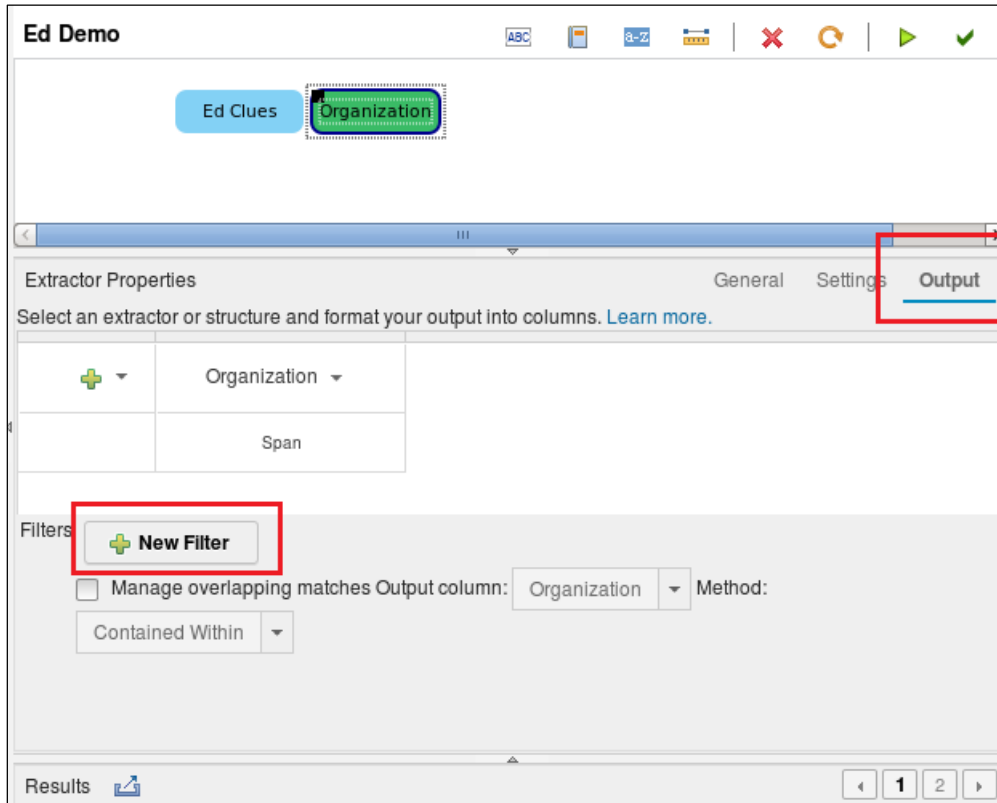 Ed Demo
ABC
a-z
Ed Clues
Organization
Extractor Properties
General
Settings
Output
Select an extractor or structure and format your output into columns. Learn more.
Organization
Span
Filters
New Filter
Manage overlapping matches Output column: Organization Method:
Contained Within
Results
1
2